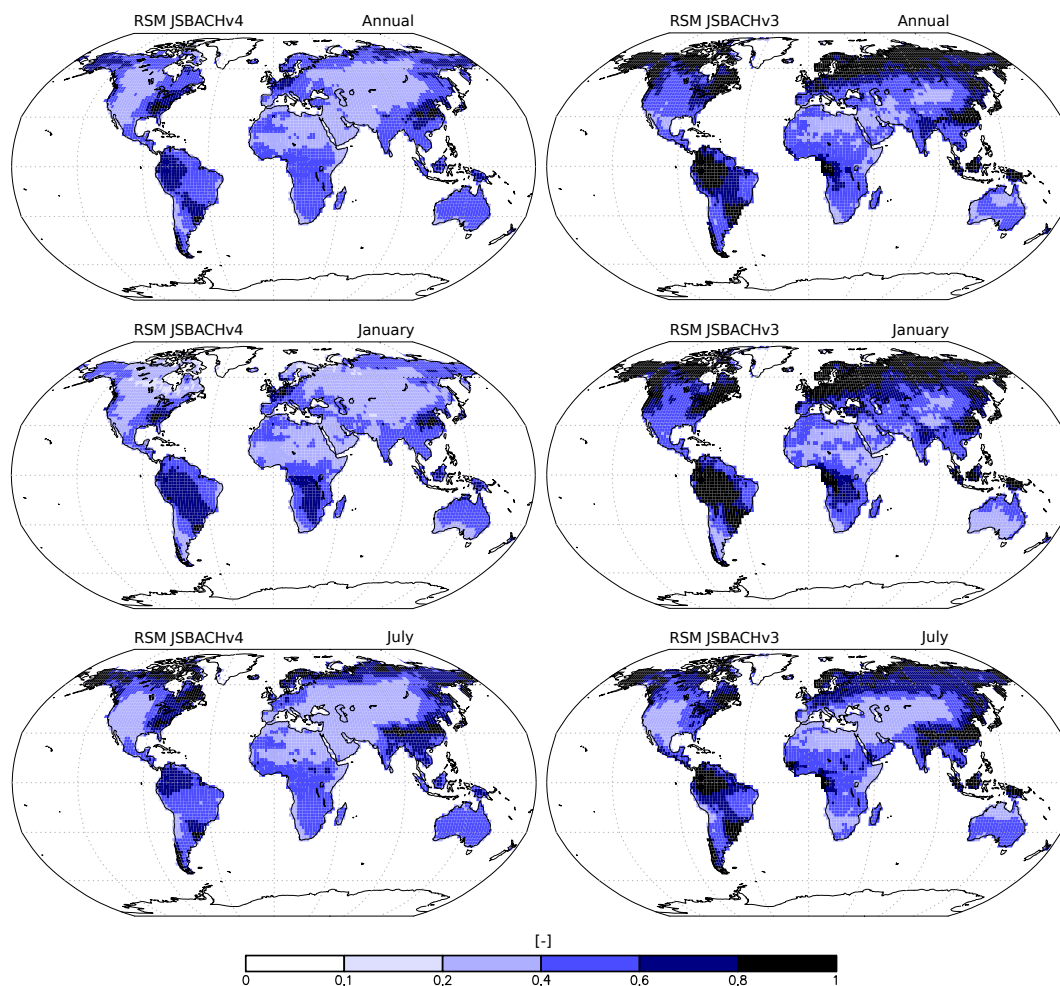 RSM JSBACHv4 Annual RSM JSBACHv3 Annual
RSM JSBACHv4 January RSM JSBACHv3 January
RSM JSBACHv4 July RSM JSBACHv3 July
[-]
0 0.1 0.2 0.4 0.6 0.8 1